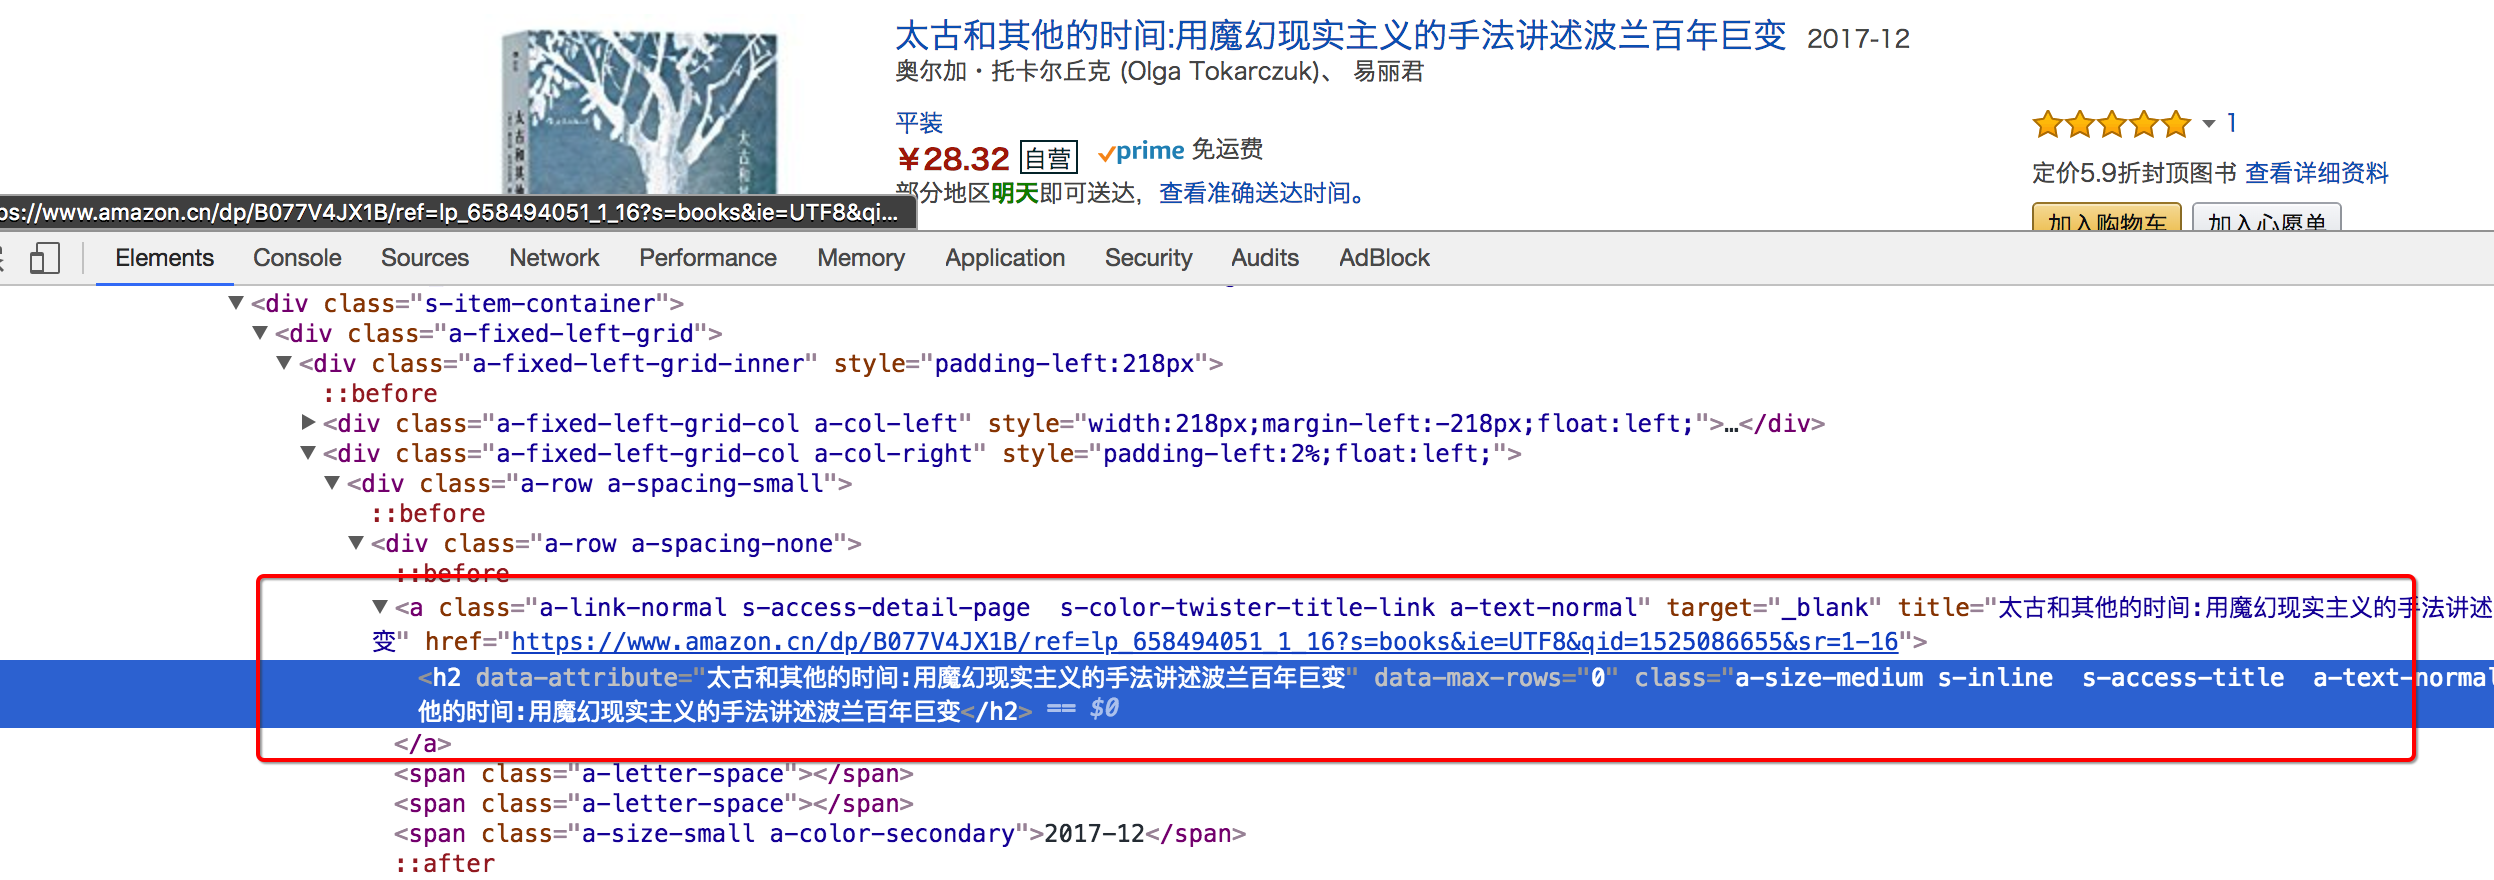 太古和其他的时间:用魔幻现实主义的手法讲述波兰百年巨变 2017-12
奥尔加・托卡尔丘克 (Olga Tokarczuk)、 易丽君
平装
¥28.32 自营 prime 免运费
部分地区明天即可送达，查看准确送达时间。
1
定价5.9折封顶图书 查看详细资料
加入购物车 加入心愿单
太古和其他
太古和其
ps://www.amazon.cn/dp/B077V4JX1B/ref=lp_658494051_1_16?s=books&ie=UTF8&qi...
Elements Console Sources Network Performance Memory Application Security Audits AdBlock
<div class="s-item-container">
<div class="a-fixed-left-grid">
<div class="a-fixed-left-grid-inner" style="padding-left:218px">
::before
<div class="a-fixed-left-grid-col a-col-left" style="width:218px;margin-left:-218px;float:left;">…</div>
<div class="a-fixed-left-grid-col a-col-right" style="padding-left:2%;float:left;">
<div class="a-row a-spacing-small">
::before
<div class="a-row a-spacing-none">
::before
<a class="a-link-normal s-access-detail-page  s-color-twister-title-link a-text-normal" target="_blank" title="太古和其他的时间:用魔幻现实主义的手法讲述
变" href="https://www.amazon.cn/dp/B077V4JX1B/ref=lp_658494051_1_16?s=books&ie=UTF8&qid=1525086655&sr=1-16">
<h2 data-attribute="太古和其他的时间:用魔幻现实主义的手法讲述波兰百年巨变" data-max-rows="0" class="a-size-medium s-inline  s-access-title  a-text-normal
他的时间:用魔幻现实主义的手法讲述波兰百年巨变</h2> == $0
</a>
<span class="a-letter-space"></span>
<span class="a-letter-space"></span>
<span class="a-size-small a-color-secondary">2017-12</span>
::after